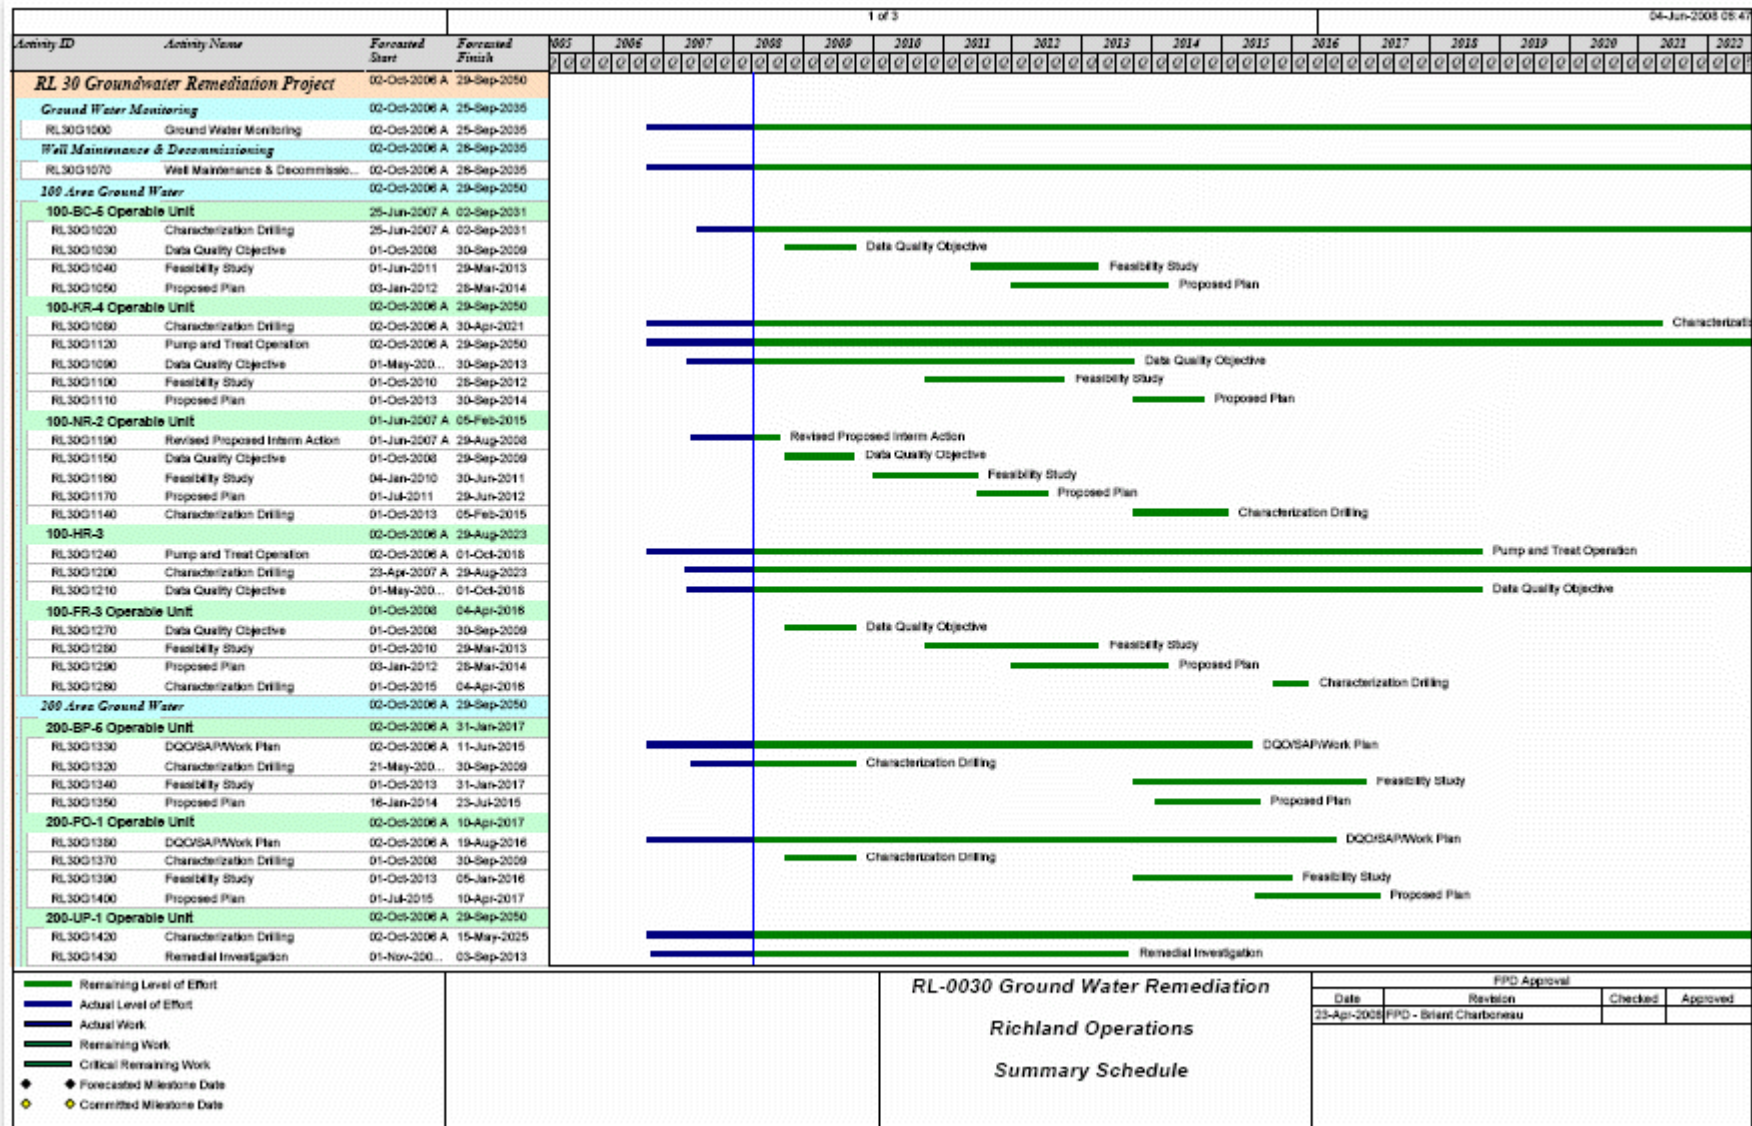 1 of 3 04-Jun-2008 06:47
Activity ID Activity Name Forecasted Start Forecasted Finish 2005 2006 2007 2008 2009 2010 2011 2012 2013 2014 2015 2016 2017 2018 2019 2020 2021 2022
RL 30 Groundwater Remediation Project 02-Oct-2006 A 29-Sep-2050
Ground Water Monitoring 02-Oct-2006 A 25-Sep-2035
RL30G1000 Ground Water Monitoring 02-Oct-2006 A 25-Sep-2035
Well Maintenance & Decommissioning 02-Oct-2006 A 28-Sep-2035
RL30G1070 Well Maintenance & Decommissio... 02-Oct-2006 A 28-Sep-2035
100 Area Ground Water 02-Oct-2006 A 29-Sep-2050
100-BC-5 Operable Unit 25-Jun-2007 A 02-Sep-2031
RL30G1020 Characterization Drilling 25-Jun-2007 A 02-Sep-2031
RL30G1030 Data Quality Objective 01-Oct-2008 30-Sep-2009 Data Quality Objective
RL30G1040 Feasibility Study 01-Jun-2011 29-Mar-2013 Feasibility Study
RL30G1050 Proposed Plan 03-Jan-2012 28-Mar-2014 Proposed Plan
100-KR-4 Operable Unit 02-Oct-2006 A 29-Sep-2050
RL30G1080 Characterization Drilling 02-Oct-2006 A 30-Apr-2021 Characterizatio
RL30G1120 Pump and Treat Operation 02-Oct-2006 A 29-Sep-2050
RL30G1090 Data Quality Objective 01-May-200... 30-Sep-2013 Data Quality Objective
RL30G1100 Feasibility Study 01-Oct-2010 28-Sep-2012 Feasibility Study
RL30G1110 Proposed Plan 01-Oct-2013 30-Sep-2014 Proposed Plan
100-NR-2 Operable Unit 01-Jun-2007 A 05-Feb-2015
RL30G1190 Revised Proposed Interm Action 01-Jun-2007 A 29-Aug-2008 Revised Proposed Interm Action
RL30G1150 Data Quality Objective 01-Oct-2008 29-Sep-2009 Data Quality Objective
RL30G1160 Feasibility Study 04-Jan-2010 30-Jun-2011 Feasibility Study
RL30G1170 Proposed Plan 01-Jul-2011 29-Jun-2012 Proposed Plan
RL30G1140 Characterization Drilling 01-Oct-2013 05-Feb-2015 Characterization Drilling
100-HR-3 02-Oct-2006 A 29-Aug-2023
RL30G1240 Pump and Treat Operation 02-Oct-2006 A 01-Oct-2018 Pump and Treat Operation
RL30G1200 Characterization Drilling 23-Apr-2007 A 29-Aug-2023
RL30G1210 Data Quality Objective 01-May-200... 01-Oct-2018 Data Quality Objective
100-FR-3 Operable Unit 01-Oct-2008 04-Apr-2016
RL30G1270 Data Quality Objective 01-Oct-2008 30-Sep-2009 Data Quality Objective
RL30G1280 Feasibility Study 01-Oct-2010 29-Mar-2013 Feasibility Study
RL30G1290 Proposed Plan 03-Jan-2012 28-Mar-2014 Proposed Plan
RL30G1260 Characterization Drilling 01-Oct-2015 04-Apr-2016 Characterization Drilling
200 Area Ground Water 02-Oct-2006 A 29-Sep-2050
200-BP-5 Operable Unit 02-Oct-2006 A 31-Jan-2017
RL30G1330 DQO/SAP/Work Plan 02-Oct-2006 A 11-Jun-2015 DQO/SAP/Work Plan
RL30G1320 Characterization Drilling 21-May-200... 30-Sep-2009 Characterization Drilling
RL30G1340 Feasibility Study 01-Oct-2013 31-Jan-2017 Feasibility Study
RL30G1350 Proposed Plan 16-Jan-2014 23-Jul-2015 Proposed Plan
200-PO-1 Operable Unit 02-Oct-2006 A 10-Apr-2017
RL30G1380 DQO/SAP/Work Plan 02-Oct-2006 A 19-Aug-2016 DQO/SAP/Work Plan
RL30G1370 Characterization Drilling 01-Oct-2008 30-Sep-2009 Characterization Drilling
RL30G1390 Feasibility Study 01-Oct-2013 05-Jan-2016 Feasibility Study
RL30G1400 Proposed Plan 01-Jul-2015 10-Apr-2017 Proposed Plan
200-UP-1 Operable Unit 02-Oct-2006 A 29-Sep-2050
RL30G1420 Characterization Drilling 02-Oct-2006 A 15-May-2025
RL30G1430 Remedial Investigation 01-Nov-200... 03-Sep-2013 Remedial Investigation
Remaining Level of Effort
Actual Level of Effort
Actual Work
Remaining Work
Critical Remaining Work
Forecasted Milestone Date
Committed Milestone Date
RL-0030 Ground Water Remediation
Richland Operations
Summary Schedule
FPD Approval
Date Revision Checked Approved
23-Apr-2008 FPD - Briant Charboneau